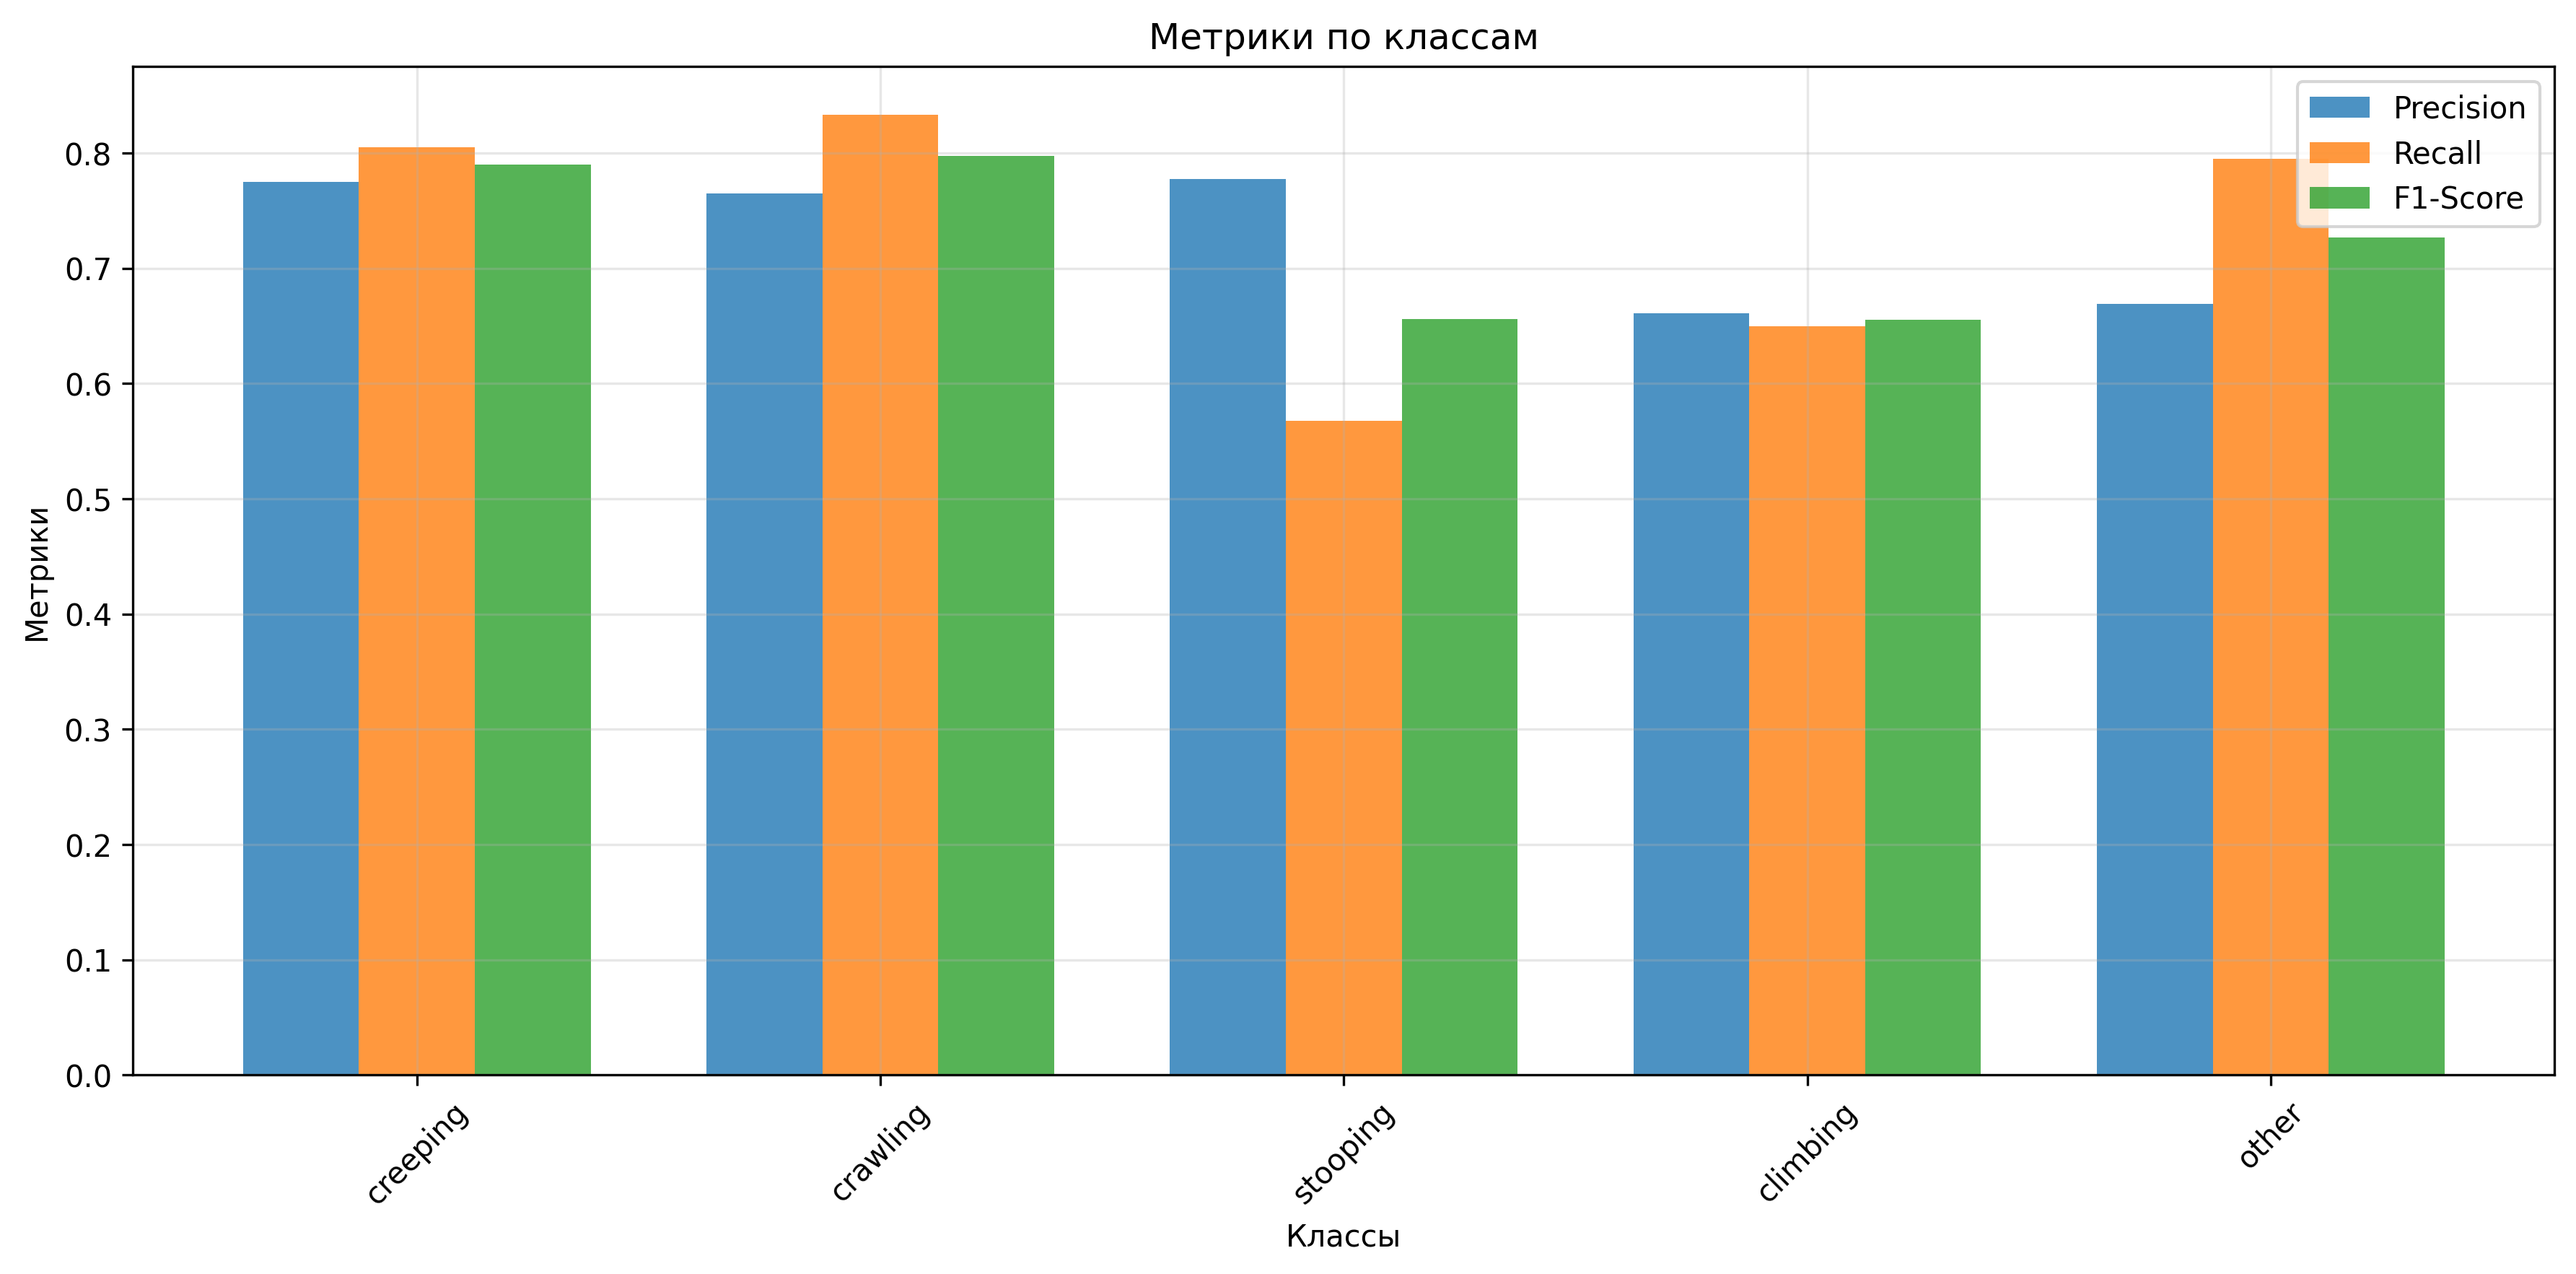 Метрики по классам
Precision
Recall
F1-Score
Метрики
0.8
0.7
0.6
0.5
0.4
0.3
0.2
0.1
0.0
creeping
crawling
stooping
climbing
other
Классы